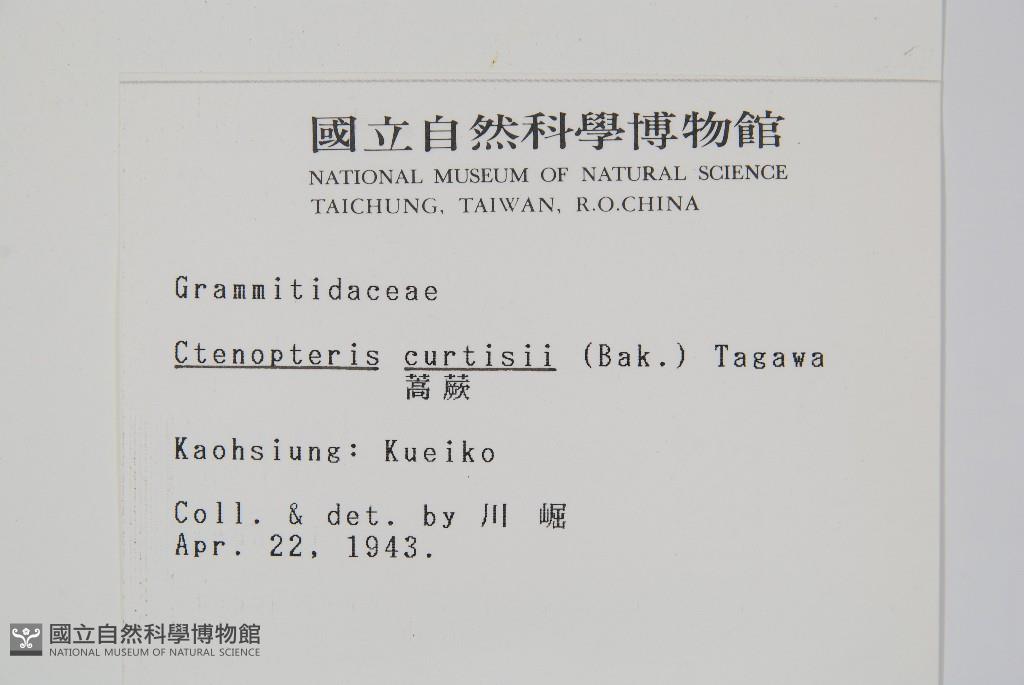 國立自然科學博物館
NATIONAL MUSEUM OF NATURAL SCIENCE
TAICHUNG, TAIWAN, R.O.CHINA
Grammitidaceae
Ctenopteris curtisii (Bak.) Tagawa
蒿蕨
Kaohsiung: Kueiko
Coll. & det. by 川 崛
Apr. 22, 1943.
國立自然科學博物館
NATIONAL MUSEUM OF NATURAL SCIENCE